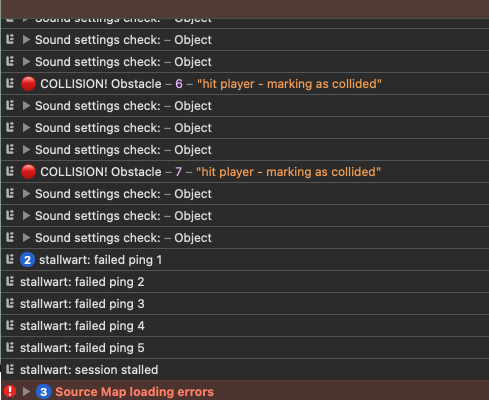 Sound settings check: – Object
Sound settings check: – Object
Sound settings check: – Object
🔴 COLLISION! Obstacle – 6 – "hit player - marking as collided"
Sound settings check: – Object
Sound settings check: – Object
Sound settings check: – Object
🔴 COLLISION! Obstacle – 7 – "hit player - marking as collided"
Sound settings check: – Object
Sound settings check: – Object
Sound settings check: – Object
2 stallwart: failed ping 1
stallwart: failed ping 2
stallwart: failed ping 3
stallwart: failed ping 4
stallwart: failed ping 5
stallwart: session stalled
3 Source Map loading errors